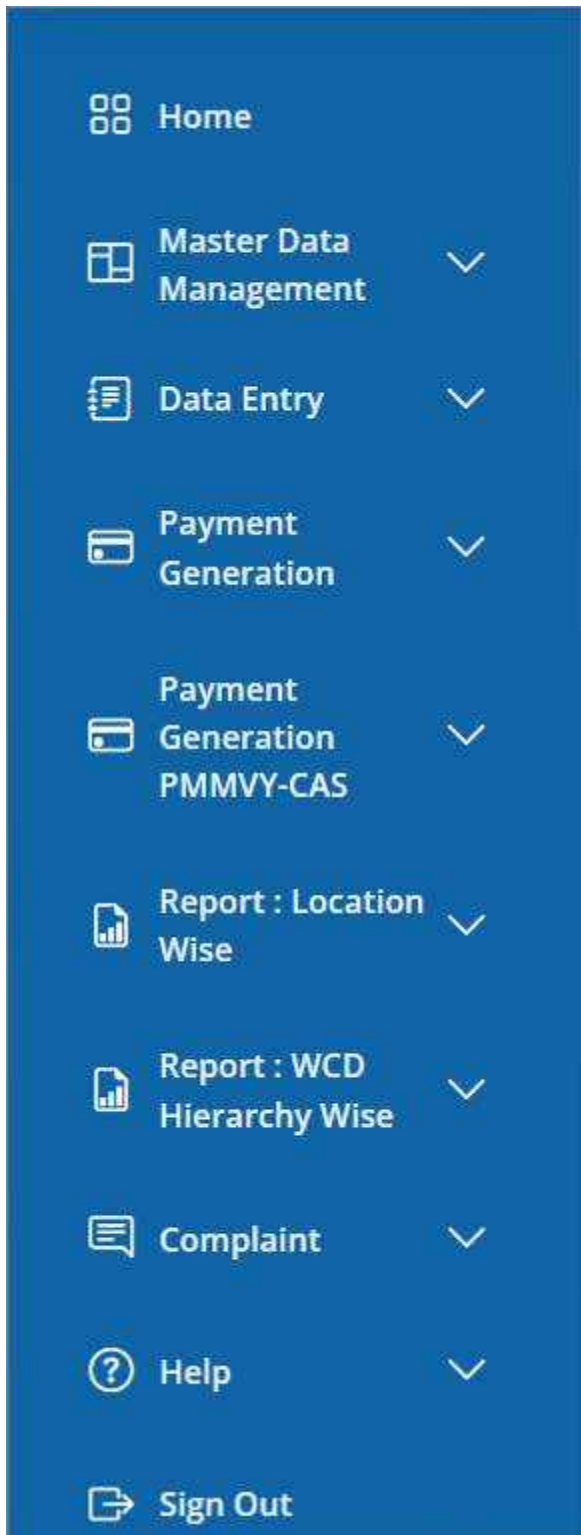 Home
Master Data
Management
Data Entry
Payment
Generation
Payment
Generation
PMMVY-CAS
Report : Location
Wise
Report : WCD
Hierarchy Wise
Complaint
Help
Sign Out